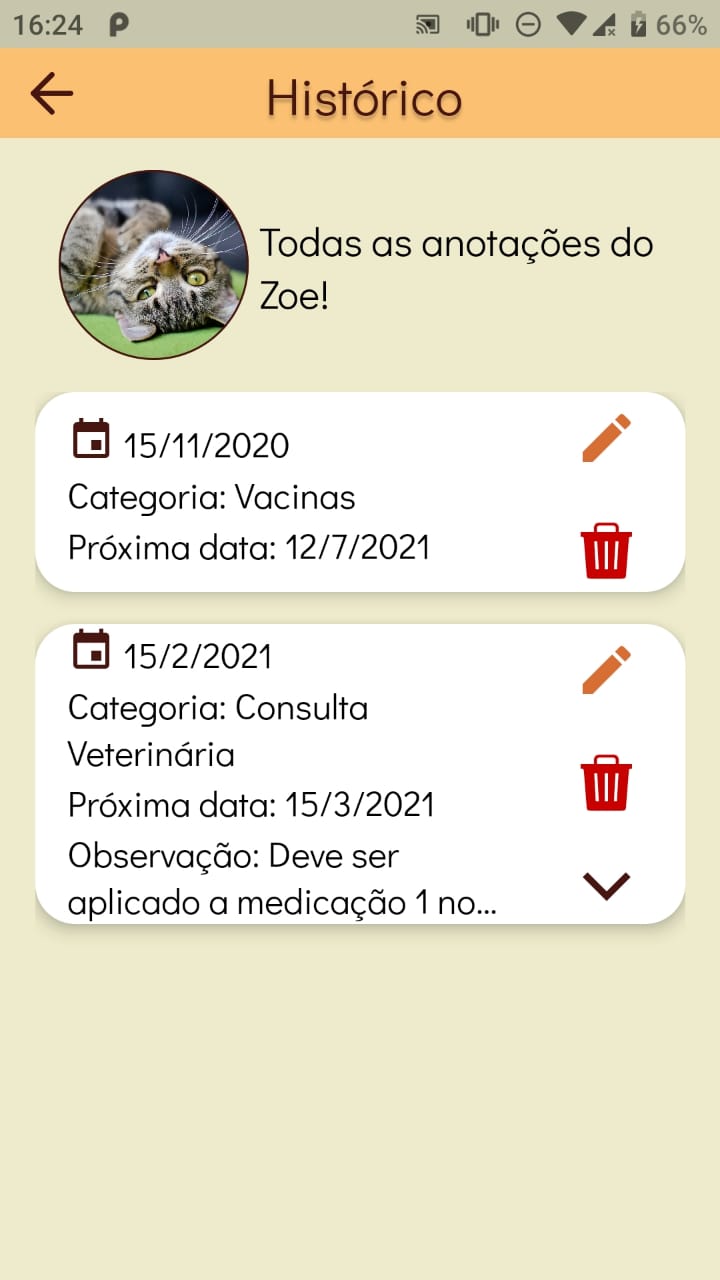 16:24
66%
Histórico
Todas as anotações do
Zoe!
15/11/2020
Categoria: Vacinas
Próxima data: 12/7/2021
15/2/2021
Categoria: Consulta
Veterinária
Próxima data: 15/3/2021
Observação: Deve ser
aplicado a medicação 1 no...